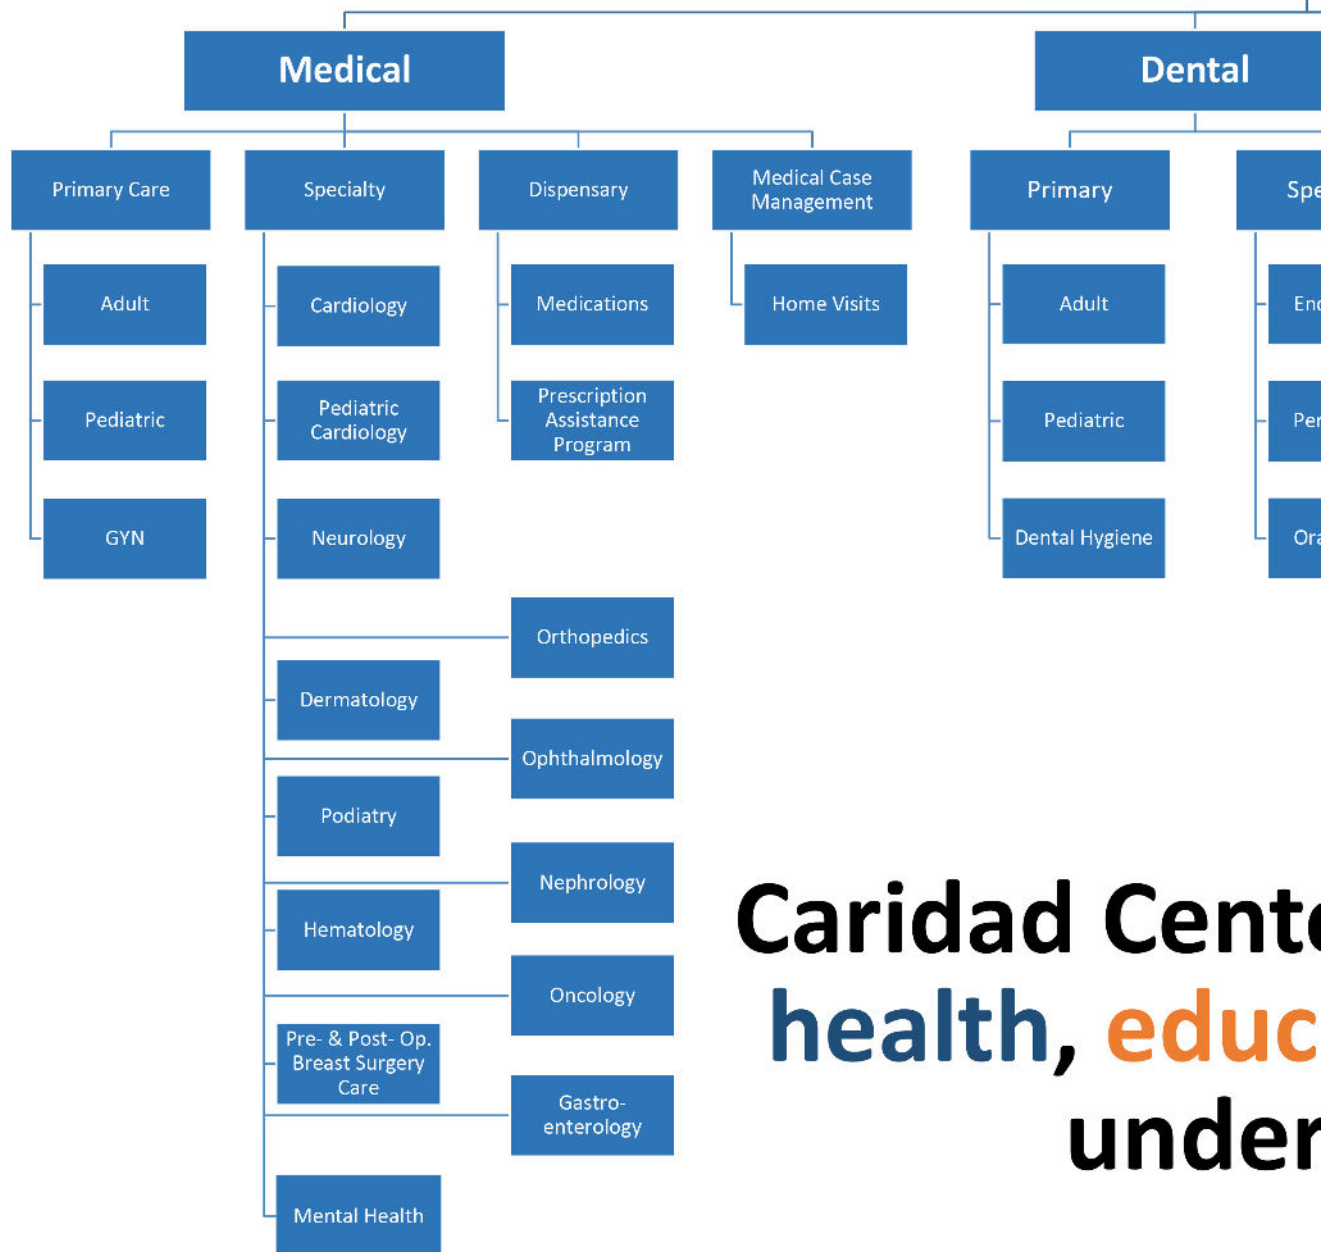 Medical
Dental
Primary Care
Specialty
Dispensary
Medical Case
Management
Primary
Adult
Cardiology
Medications
Home Visits
Adult
Pediatric
Pediatric
Cardiology
Prescription
Assistance
Program
Pediatric
GYN
Neurology
Dental Hygiene
Orthopedics
Dermatology
Ophthalmology
Podiatry
Nephrology
Hematology
Oncology
Pre- & Post- Op.
Breast Surgery
Care
Gastro-
enterology
Mental Health
Caridad
health,